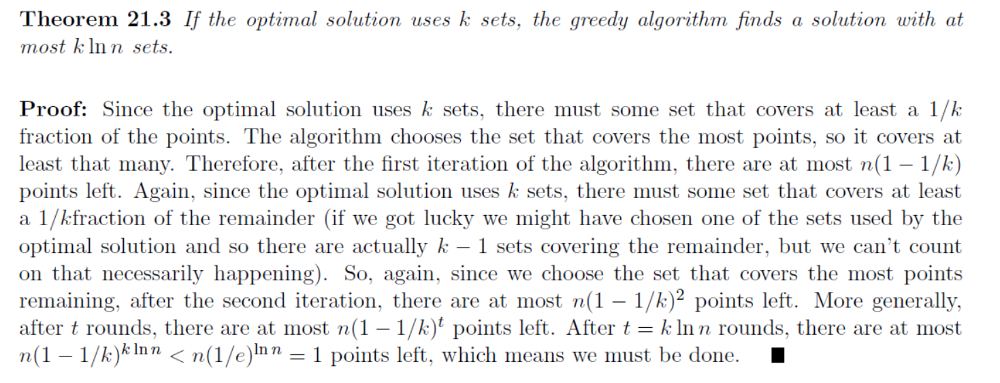 Theorem 21.3 If the optimal solution uses k sets, the greedy algorithm finds a solution with at
most k ln n sets.
Proof: Since the optimal solution uses k sets, there must some set that covers at least a 1/k
fraction of the points. The algorithm chooses the set that covers the most points, so it covers at
least that many. Therefore, after the first iteration of the algorithm, there are at most n(1 − 1/k)
points left. Again, since the optimal solution uses k sets, there must some set that covers at least
a 1/kfraction of the remainder (if we got lucky we might have chosen one of the sets used by the
optimal solution and so there are actually k − 1 sets covering the remainder, but we can't count
on that necessarily happening). So, again, since we choose the set that covers the most points
remaining, after the second iteration, there are at most n(1 − 1/k)² points left. More generally,
after t rounds, there are at most n(1 − 1/k)ᵗ points left. After t = k ln n rounds, there are at most
n(1 − 1/k)^{k ln n} < n(1/e)^{ln n} = 1 points left, which means we must be done. ■